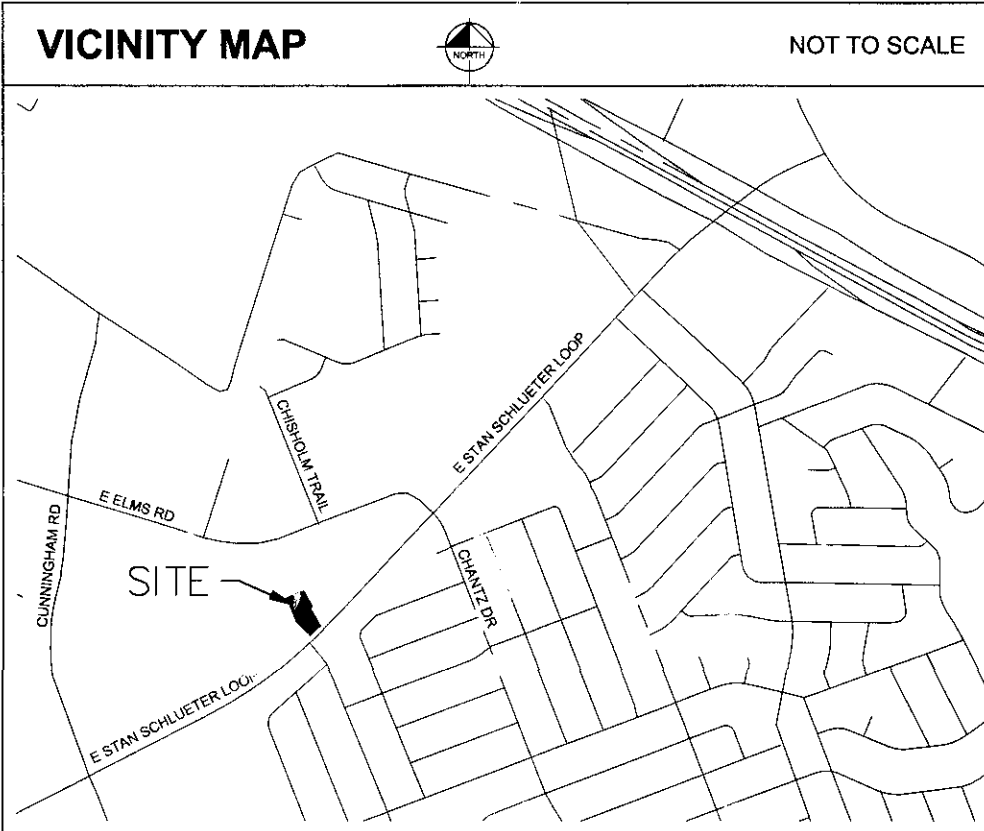 VICINITY MAP
NORTH
NOT TO SCALE
E STAN SCHLUETER LOOP
CHISHOLM TRAIL
E ELMS RD
CUNNINGHAM RD
CHANTZ DR
SITE
E STAN SCHLUETER